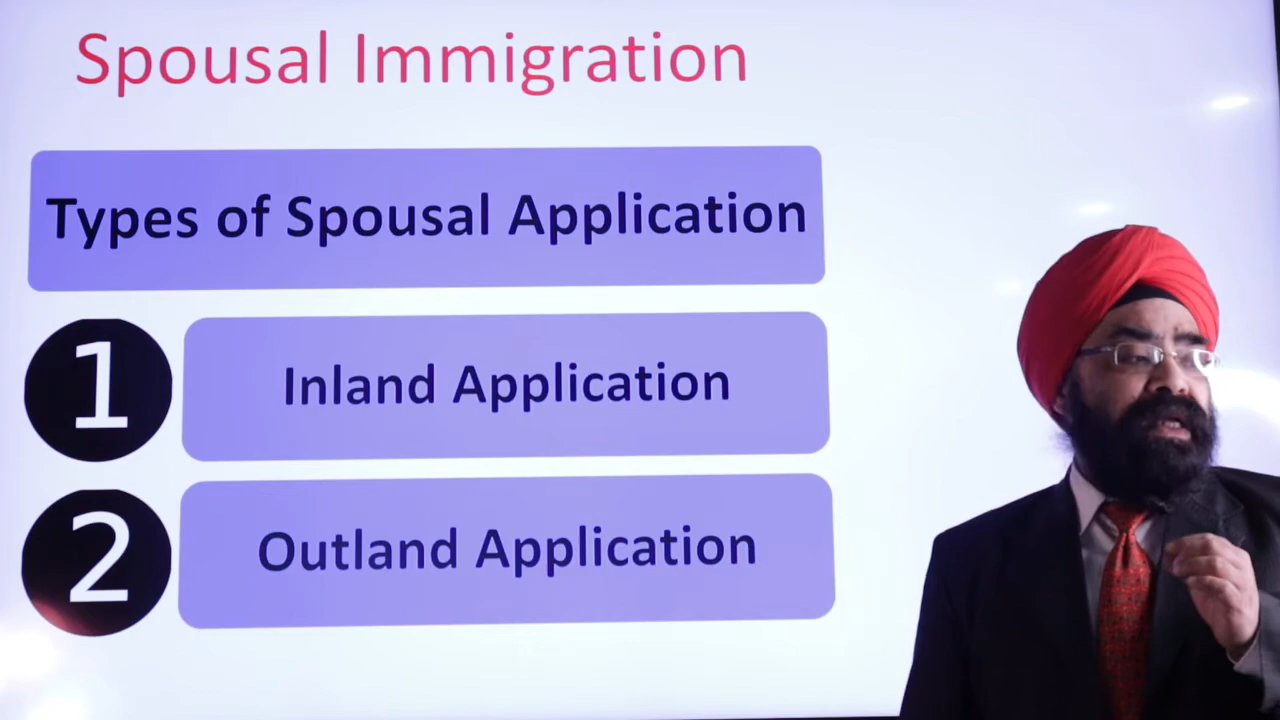 Spousal Immigration
Types of Spousal Application
1
Inland Application
2
Outland Application